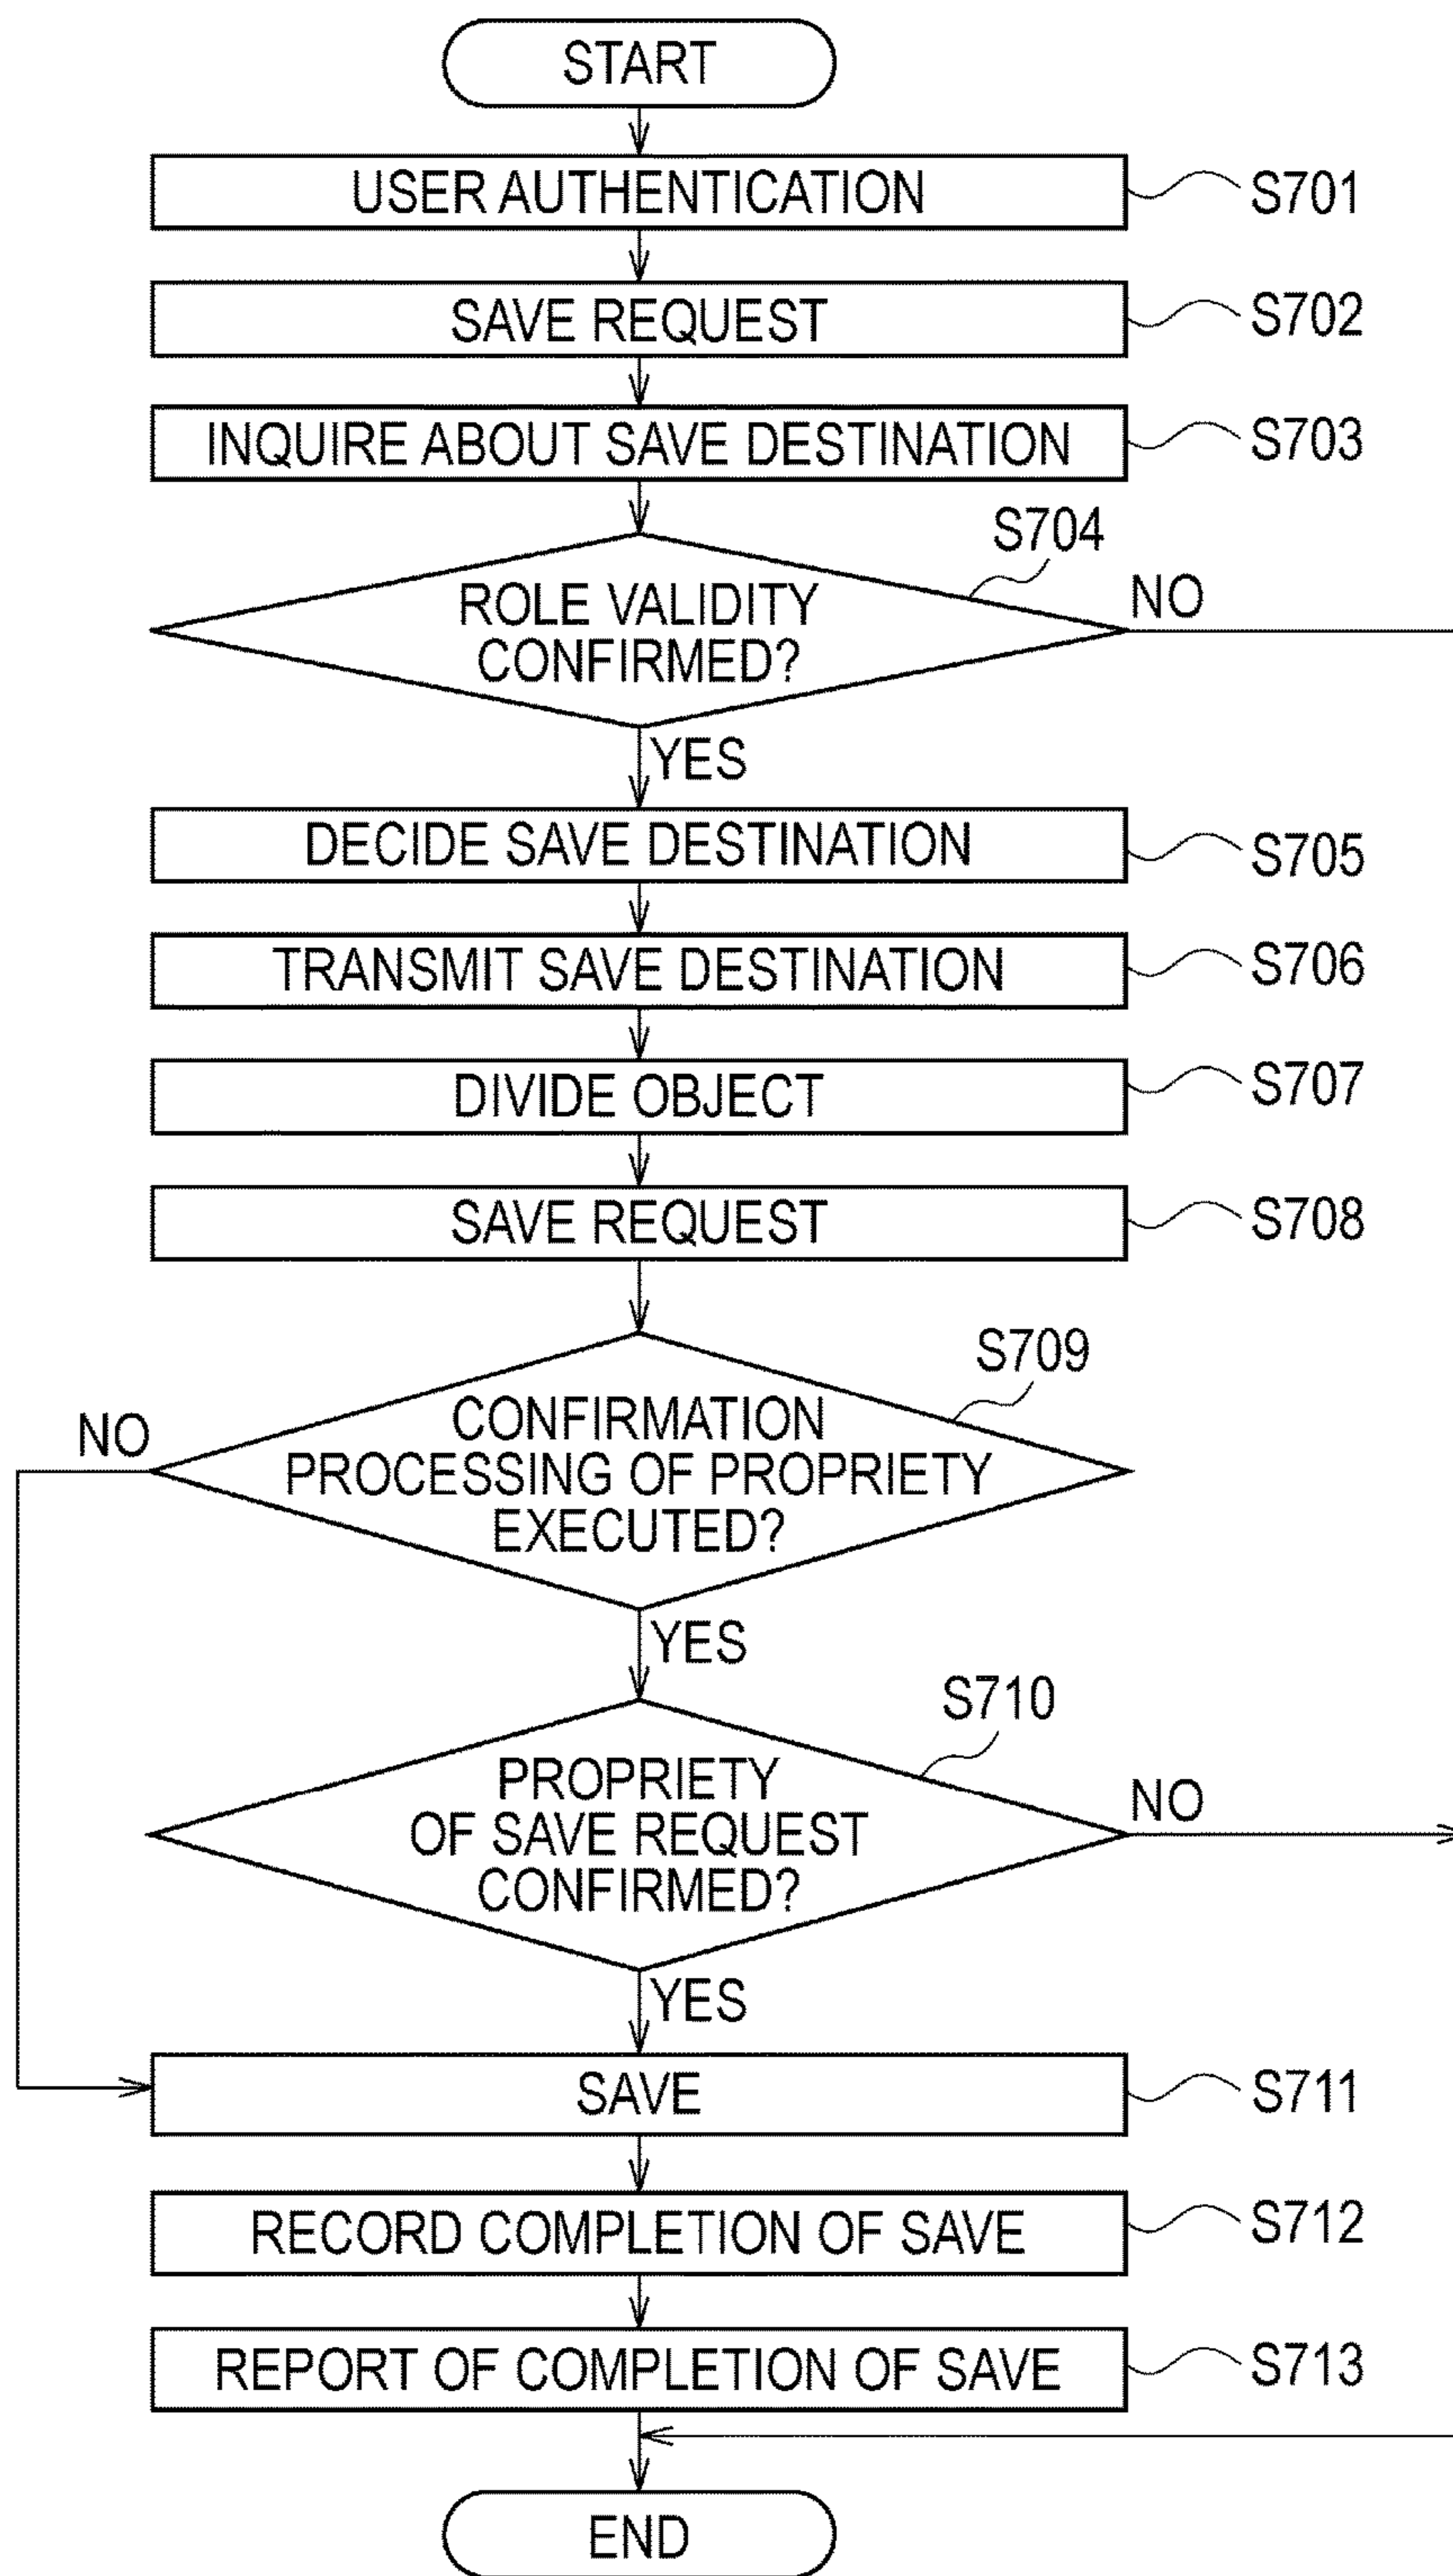 START
USER AUTHENTICATION
S701
SAVE REQUEST
S702
INQUIRE ABOUT SAVE DESTINATION
S703
S704
ROLE VALIDITY
CONFIRMED?
NO
YES
DECIDE SAVE DESTINATION
S705
TRANSMIT SAVE DESTINATION
S706
DIVIDE OBJECT
S707
SAVE REQUEST
S708
S709
CONFIRMATION
PROCESSING OF PROPRIETY
EXECUTED?
NO
YES
S710
PROPRIETY
OF SAVE REQUEST
CONFIRMED?
NO
YES
SAVE
S711
RECORD COMPLETION OF SAVE
S712
REPORT OF COMPLETION OF SAVE
S713
END